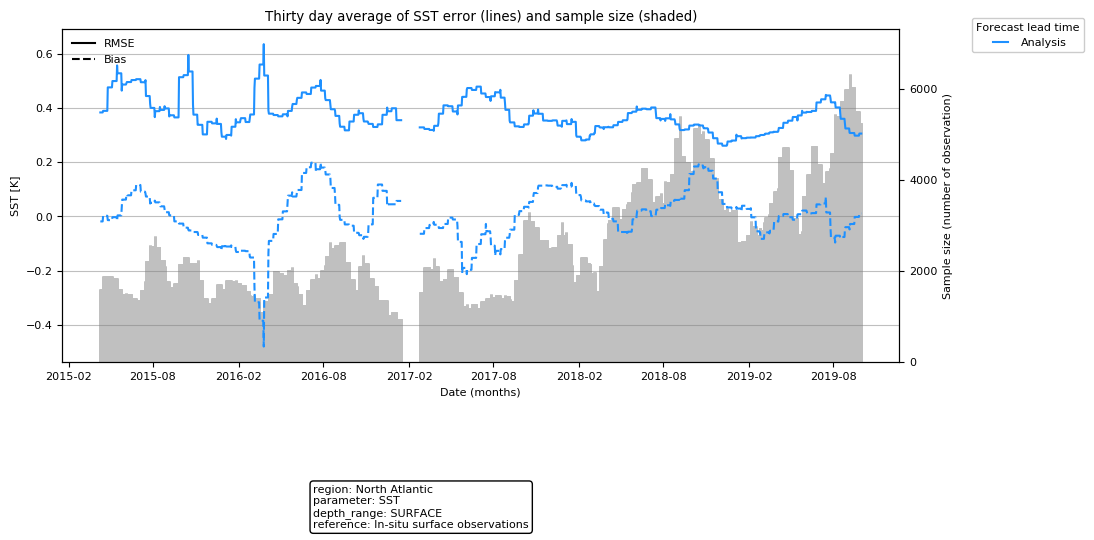 Thirty day average of SST error (lines) and sample size (shaded)
Forecast lead time
Analysis
RMSE
Bias
0.6
0.4
0.2
0.0
−0.2
−0.4
SST [K]
6000
4000
2000
0
Sample size (number of observation)
2015-02
2015-08
2016-02
2016-08
2017-02
2017-08
2018-02
2018-08
2019-02
2019-08
Date (months)
region: North Atlantic
parameter: SST
depth_range: SURFACE
reference: In-situ surface observations